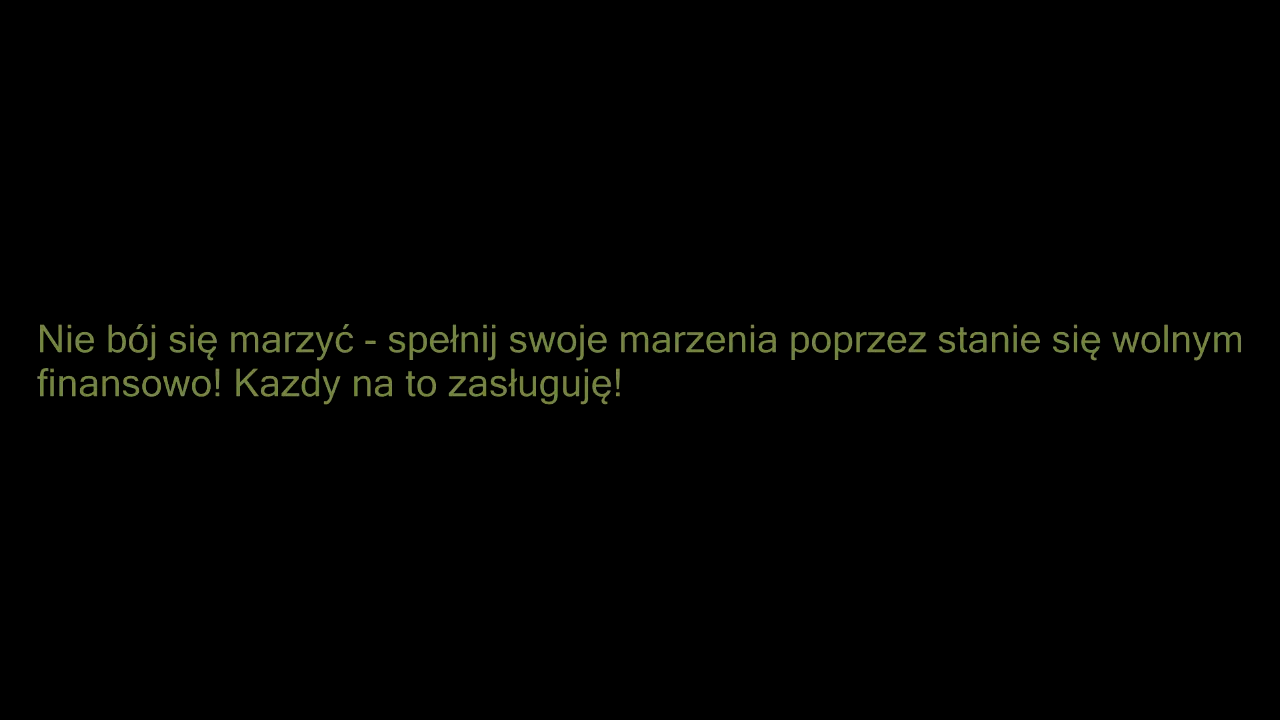 Nie bój się marzyć - spełnij swoje marzenia poprzez stanie się wolnym
finansowo! Kazdy na to zasługuję!